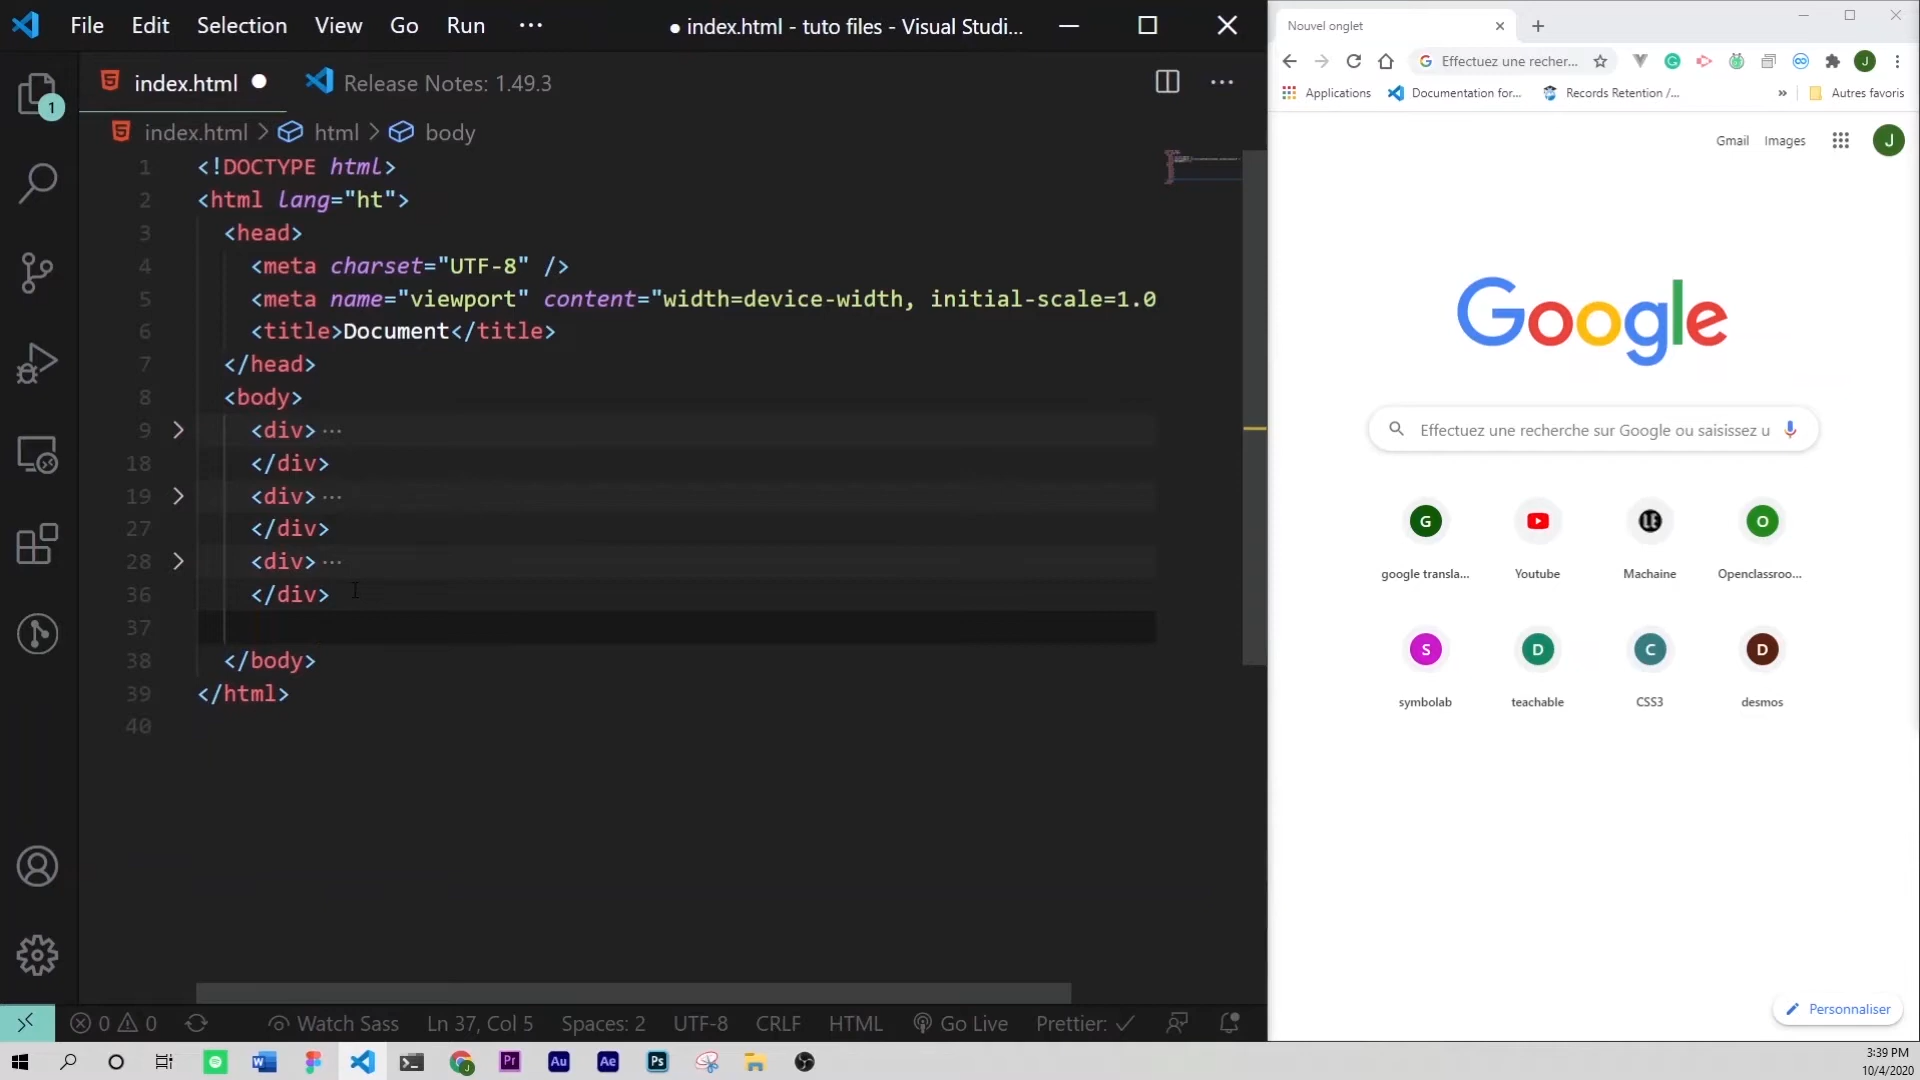 File Edit Selection View Go Run ··· ● index.html - tuto files - Visual Studi...
index.html ● Release Notes: 1.49.3
index.html > html > body
1 <!DOCTYPE html>
2 <html lang="ht">
3 <head>
4 <meta charset="UTF-8" />
5 <meta name="viewport" content="width=device-width, initial-scale=1.0
6 <title>Document</title>
7 </head>
8 <body>
9 <div>···
18 </div>
19 <div>···
27 </div>
28 <div>···
36 </div>
37
38 </body>
39 </html>
40
1
0 0 Watch Sass Ln 37, Col 5 Spaces: 2 UTF-8 CRLF HTML Go Live Prettier: ✓
Nouvel onglet
Effectuez une recher... J
Applications Documentation for... Records Retention /... » Autres favoris
Gmail Images J
Google
Effectuez une recherche sur Google ou saisissez u
G LE O
google transla... Youtube Machaine Openclassroo...
S D C D
symbolab teachable CSS3 desmos
Personnaliser
W J Pr Au Ae Ps
3:39 PM
10/4/2020